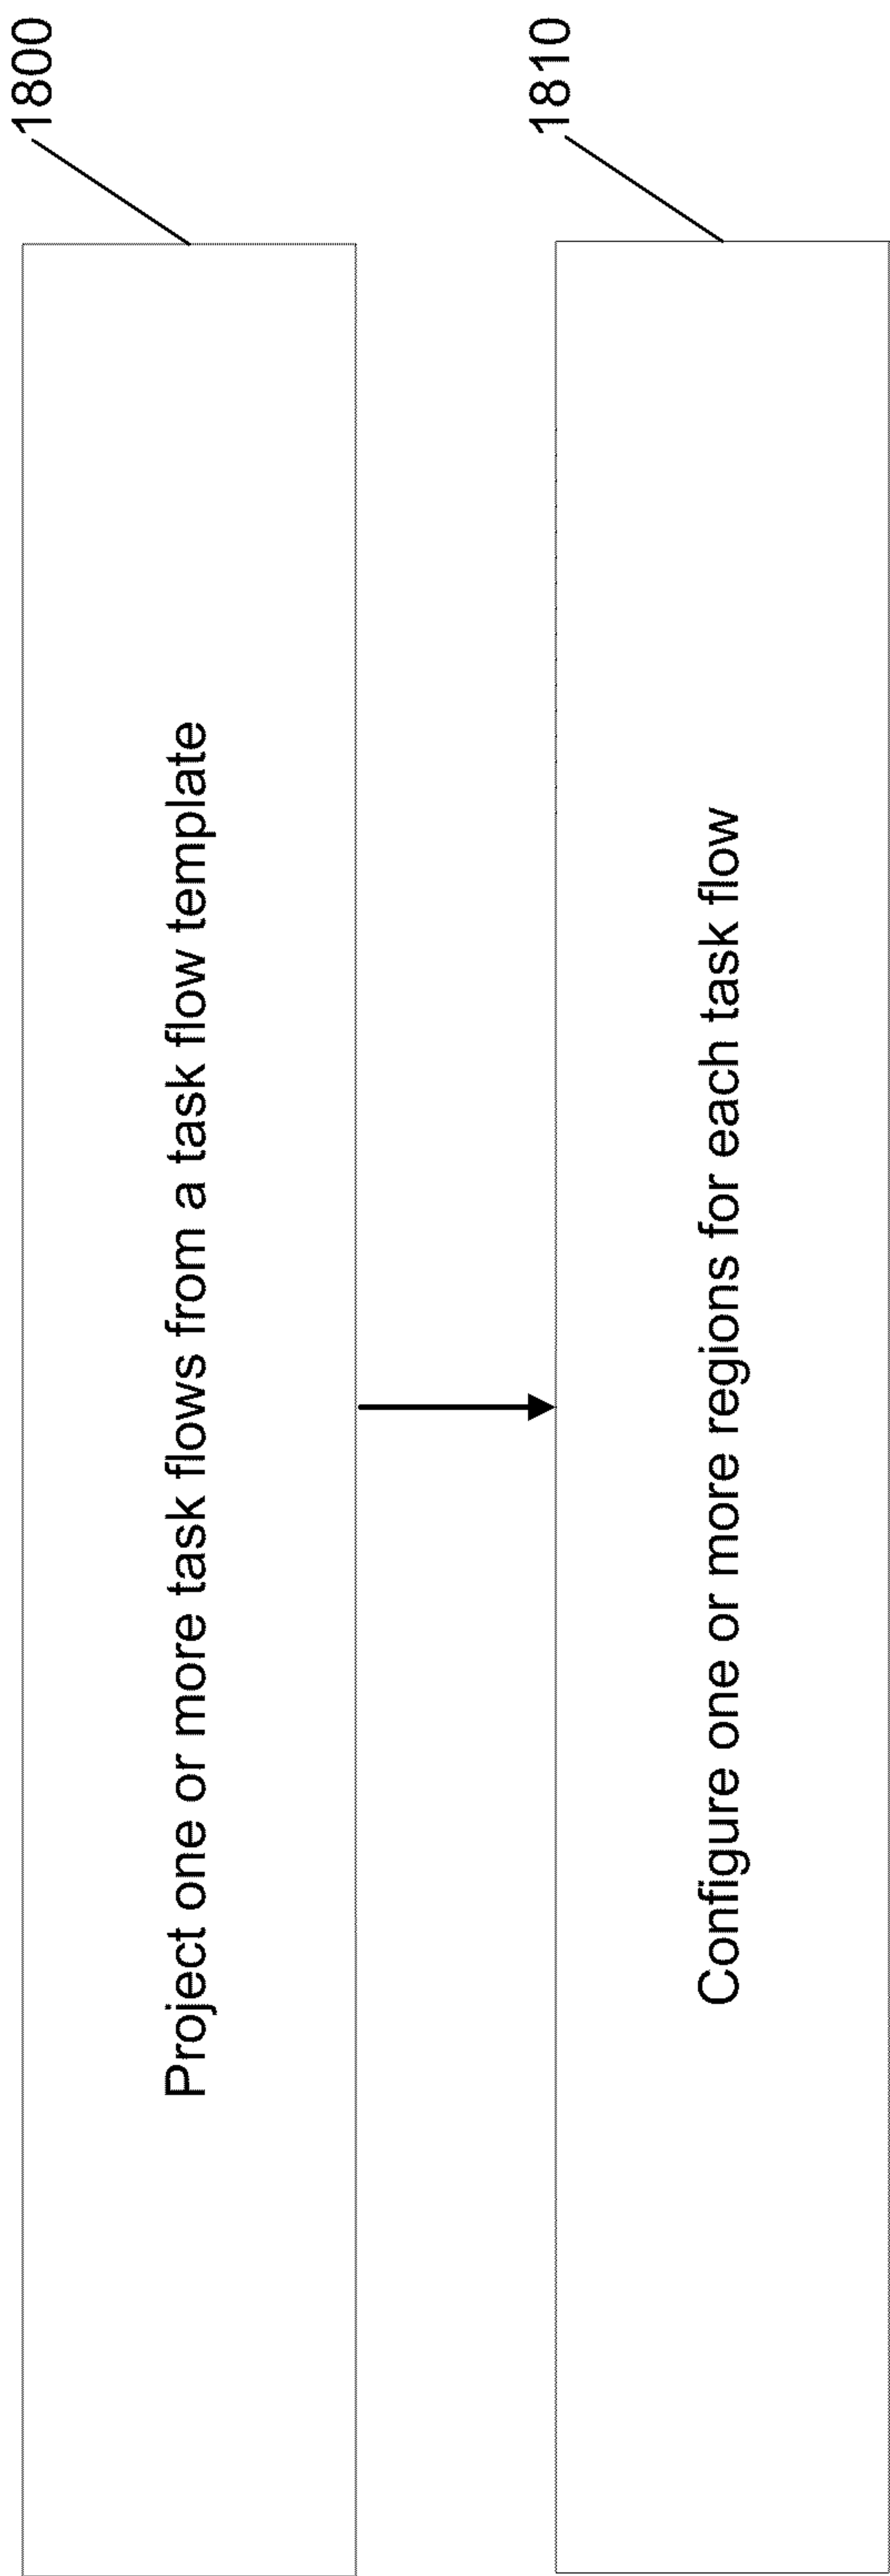 1800
Project one or more task flows from a task flow template
1810
Configure one or more regions for each task flow